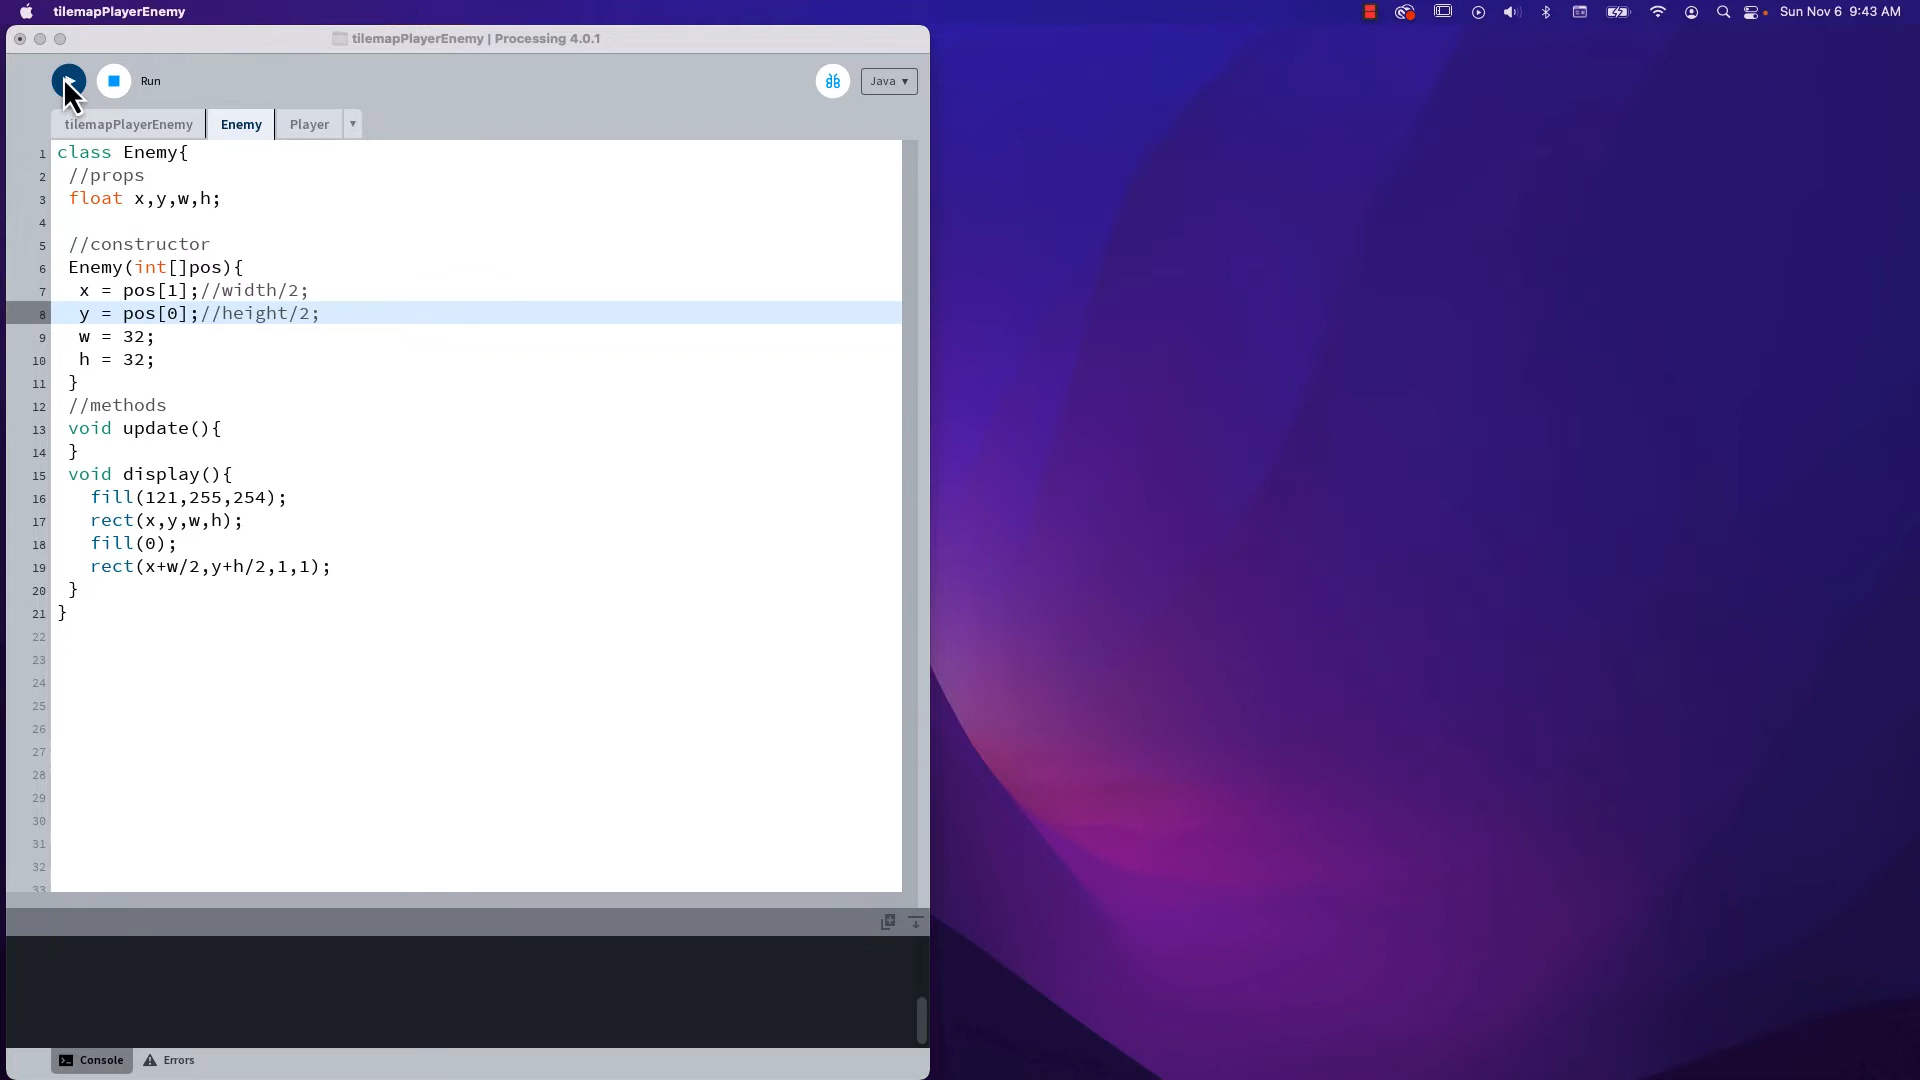 tilemapPlayerEnemy
Sun Nov 6 9:43 AM
tilemapPlayerEnemy | Processing 4.0.1
Run
Java ▾
tilemapPlayerEnemy Enemy Player ▾
1 class Enemy{
2 //props
3 float x,y,w,h;
4
5 //constructor
6 Enemy(int[]pos){
7 x = pos[1];//width/2;
8 y = pos[0];//height/2;
9 w = 32;
10 h = 32;
11 }
12 //methods
13 void update(){
14 }
15 void display(){
16 fill(121,255,254);
17 rect(x,y,w,h);
18 fill(0);
19 rect(x+w/2,y+h/2,1,1);
20 }
21 }
22
23
24
25
26
27
28
29
30
31
32
33
Console Errors